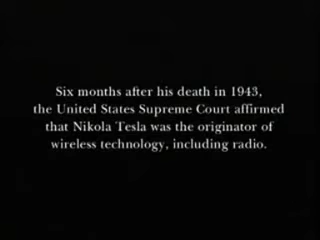 Six months after his death in 1943,
the United States Supreme Court affirmed
that Nikola Tesla was the originator of
wireless technology, including radio.